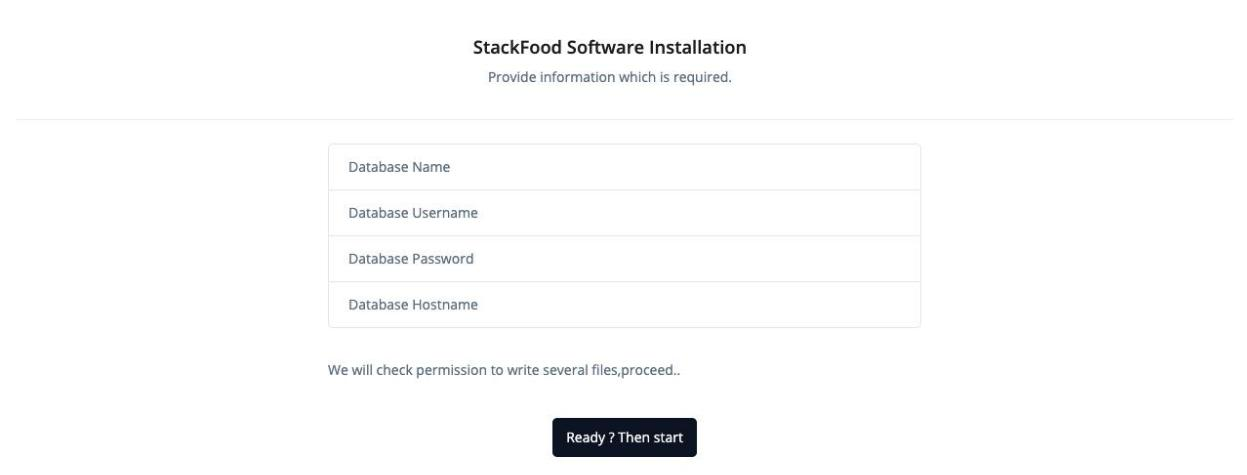 StackFood Software Installation
Provide information which is required.
Database Name
Database Username
Database Password
Database Hostname
We will check permission to write several files,proceed..
Ready ? Then start